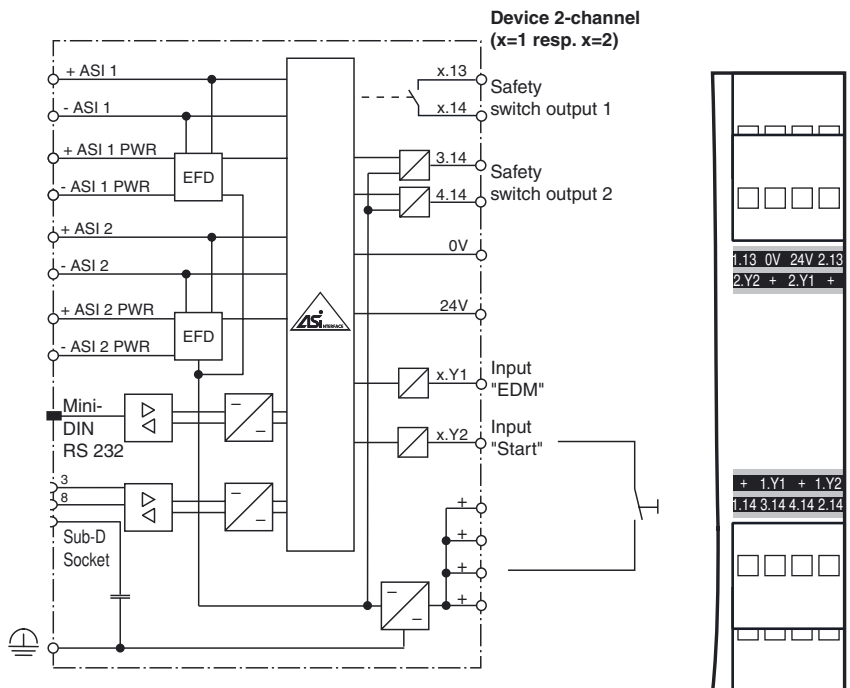 Device 2-channel
(x=1 resp. x=2)
+ ASI 1
- ASI 1
+ ASI 1 PWR
- ASI 1 PWR
EFD
+ ASI 2
- ASI 2
+ ASI 2 PWR
- ASI 2 PWR
EFD
Mini-
DIN
RS 232
3
8
Sub-D
Socket
ASi
INTERFACE
x.13
x.14
Safety
switch output 1
3.14
4.14
Safety
switch output 2
0V
24V
x.Y1
Input
"EDM"
x.Y2
Input
"Start"
+
+
+
+
1.13 0V 24V 2.13
2.Y2 + 2.Y1 +
+ 1.Y1 + 1.Y2
1.14 3.14 4.14 2.14